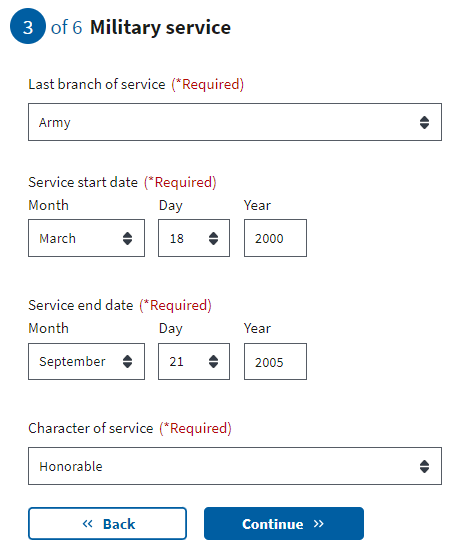 3 of 6 Military service
Last branch of service (*Required)
Army
Service start date (*Required)
Month Day Year
March 18 2000
Service end date (*Required)
Month Day Year
September 21 2005
Character of service (*Required)
Honorable
« Back Continue »